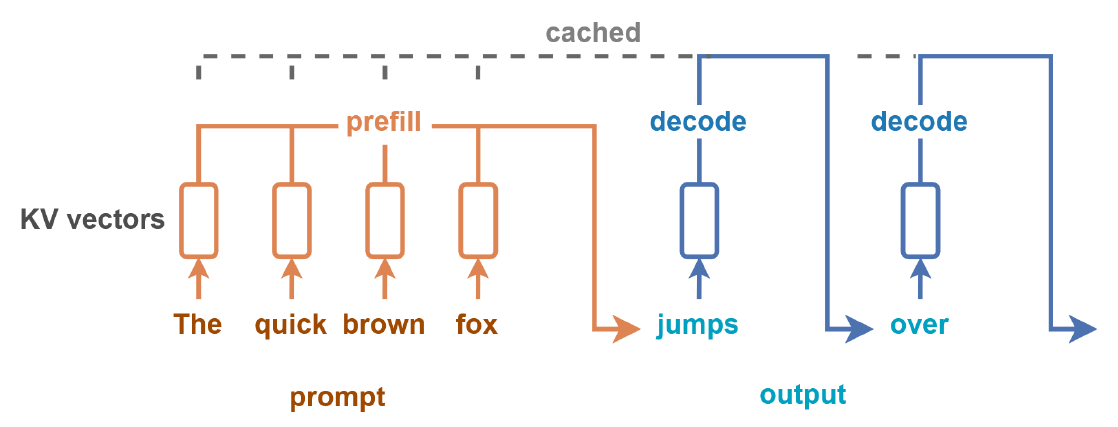 cached
prefill
decode
decode
KV vectors
The quick brown fox
jumps
over
prompt
output